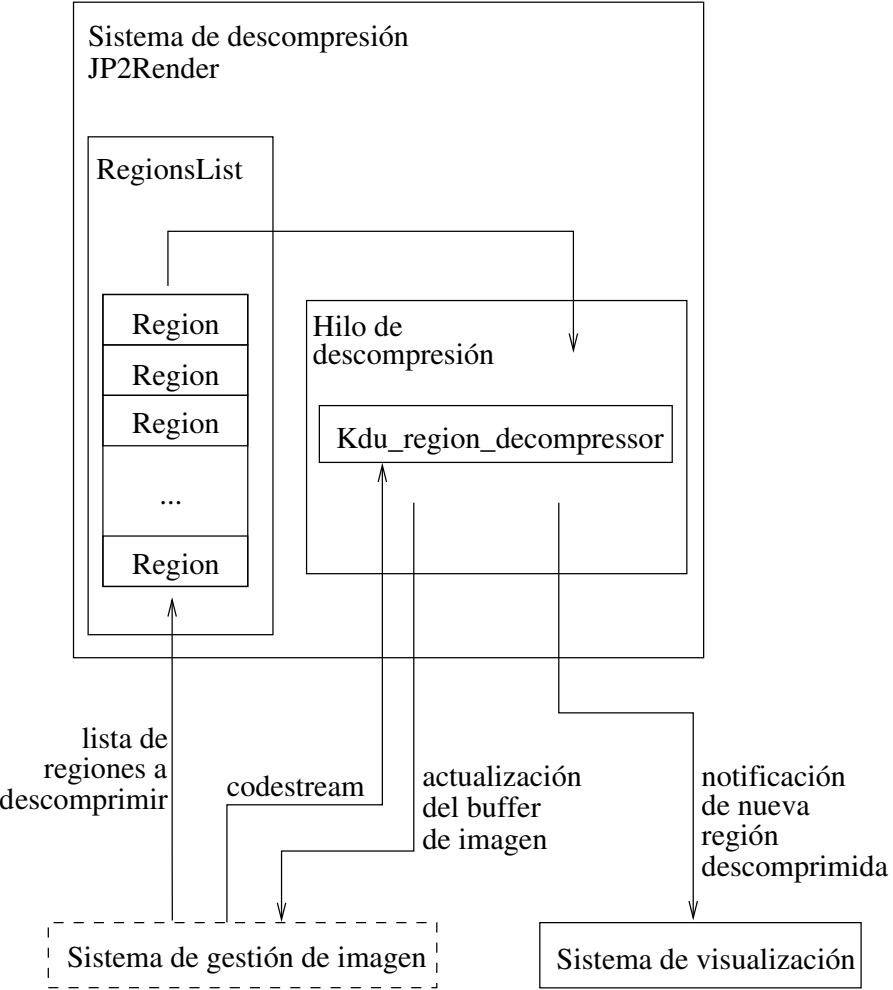 Sistema de descompresión
JP2Render
RegionsList
Region
Region
Region
...
Region
Hilo de
descompresión
Kdu_region_decompressor
lista de
regiones a
descomprimir
codestream
actualización
del buffer
de imagen
notificación
de nueva
región
descomprimida
Sistema de gestión de imagen
Sistema de visualización